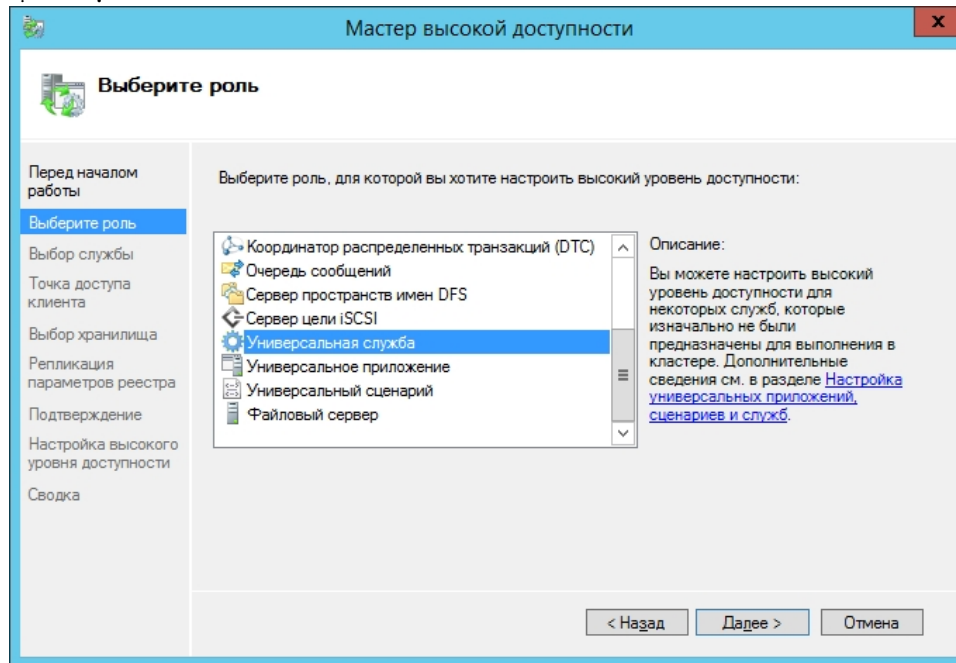 Мастер высокой доступности
x
Выберите роль
Перед началом
работы
Выберите роль
Выбор службы
Точка доступа
клиента
Выбор хранилища
Репликация
параметров реестра
Подтверждение
Настройка высокого
уровня доступности
Сводка
Выберите роль, для которой вы хотите настроить высокий уровень доступности:
Координатор распределенных транзакций (DTC)
Очередь сообщений
Сервер пространств имен DFS
Сервер цели iSCSI
Универсальная служба
Универсальное приложение
Универсальный сценарий
Файловый сервер
Описание:
Вы можете настроить высокий
уровень доступности для
некоторых служб, которые
изначально не были
предназначены для выполнения в
кластере. Дополнительные
сведения см. в разделе Настройка
универсальных приложений,
сценариев и служб.
< Назад
Далее >
Отмена